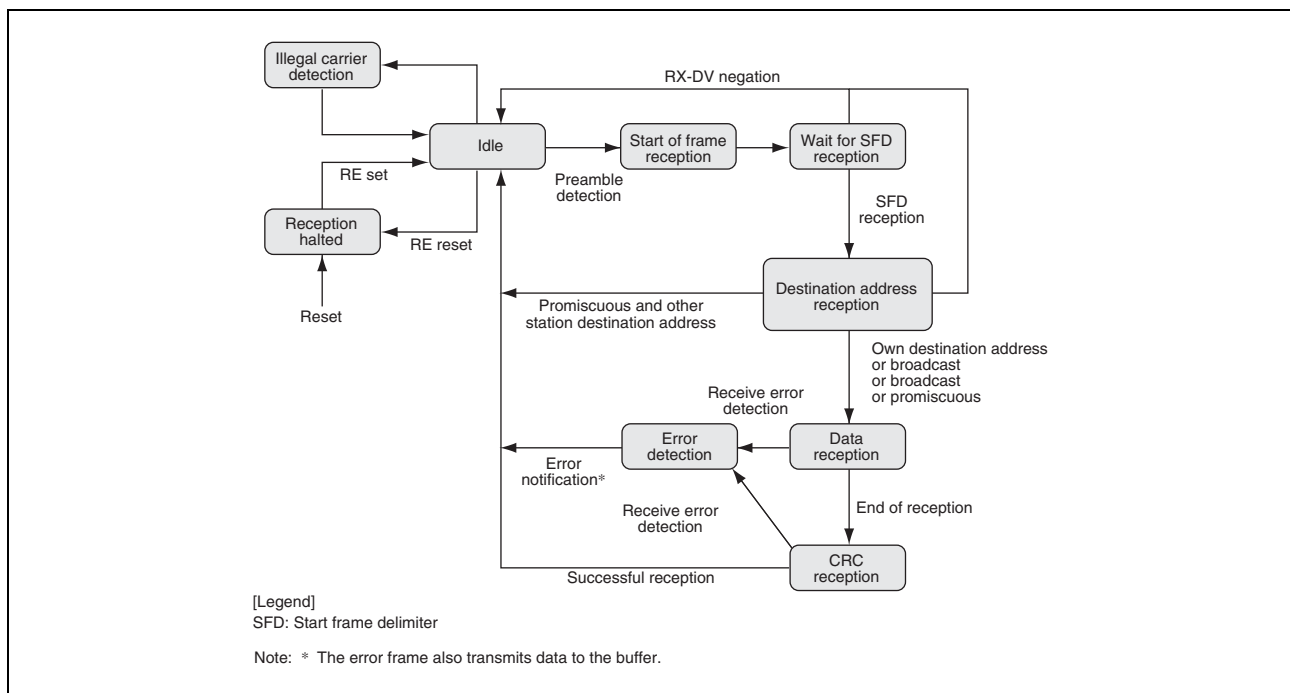 Illegal carrier
detection
RX-DV negation
Idle
Start of frame
reception
Wait for SFD
reception
RE set
Preamble
detection
SFD
reception
Reception
halted
RE reset
Destination address
reception
Reset
Promiscuous and other
station destination address
Own destination address
or broadcast
or broadcast
or promiscuous
Receive error
detection
Error
detection
Data
reception
Error
notification*
Receive error
detection
End of reception
CRC
reception
Successful reception
[Legend]
SFD: Start frame delimiter
Note: * The error frame also transmits data to the buffer.